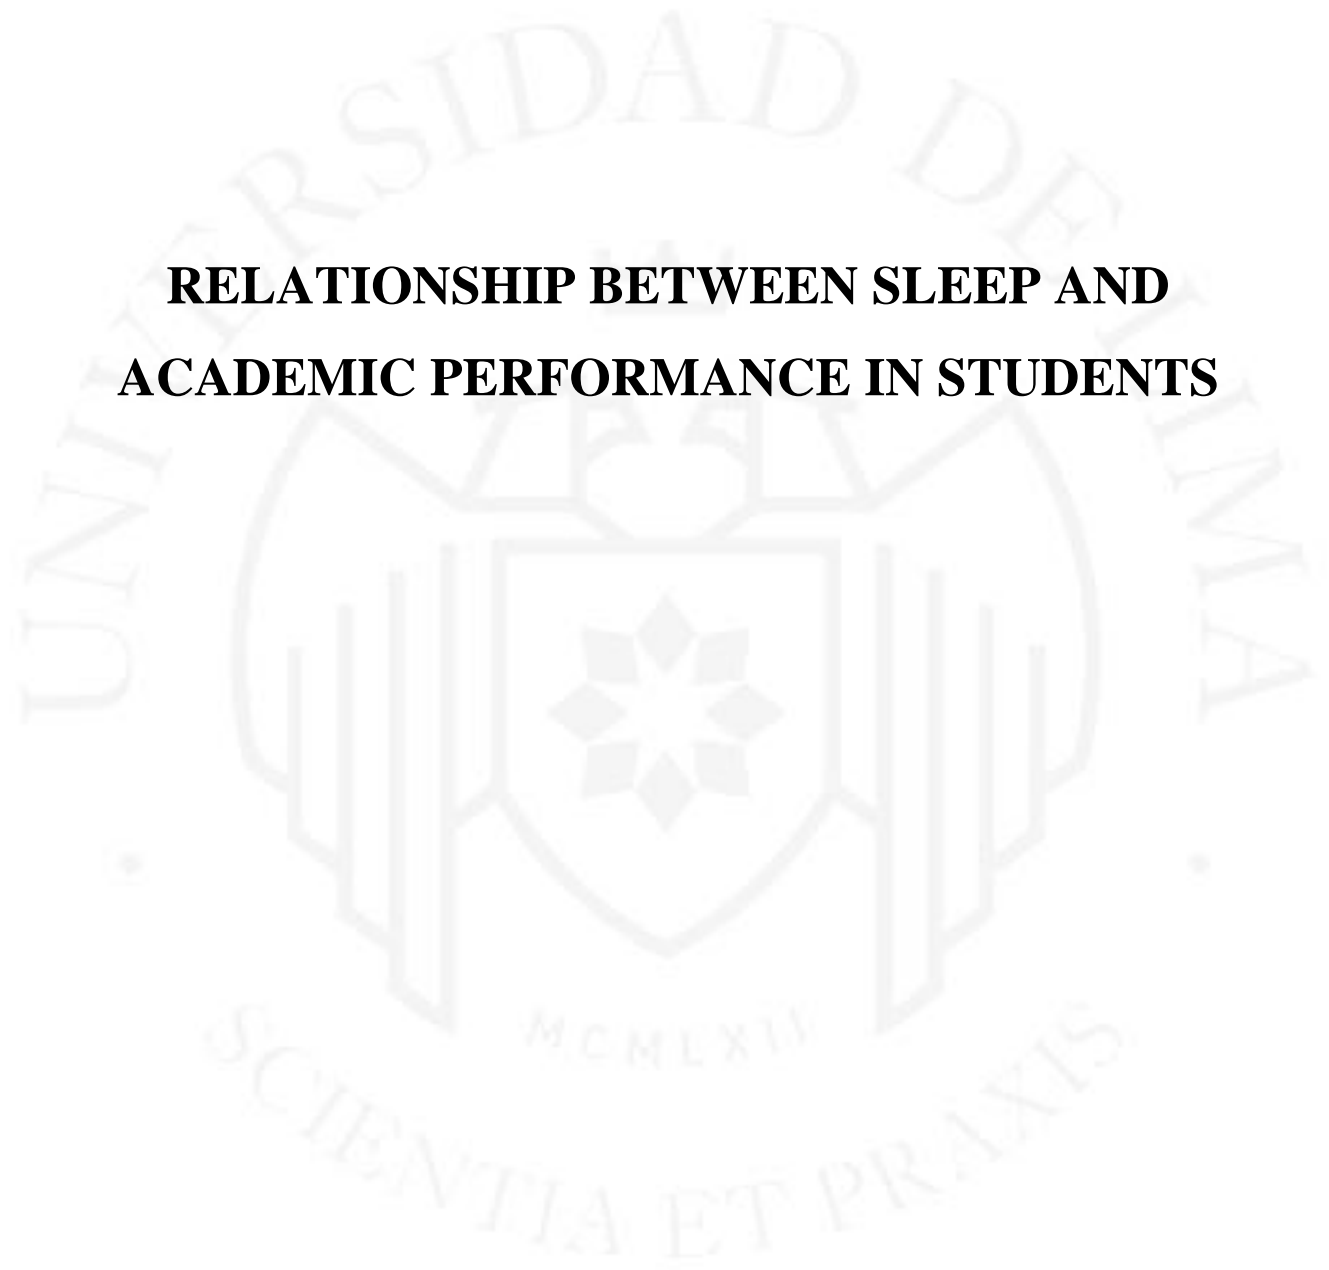 UNIVERSIDAD DE LIMA
RELATIONSHIP BETWEEN SLEEP AND
ACADEMIC PERFORMANCE IN STUDENTS
MCMLXII
SCIENTIA ET PRAXIS